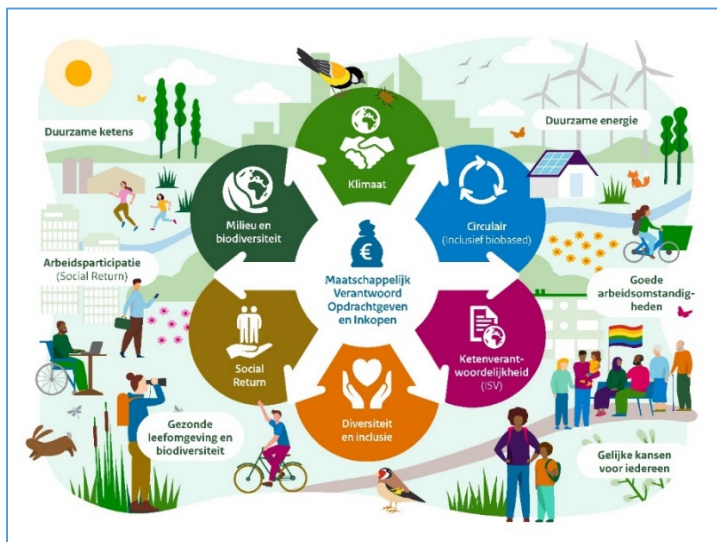 Duurzame ketens
Duurzame energie
Klimaat
Milieu en
biodiversiteit
Circulair
(Inclusief biobased)
€
Maatschappelijk
Verantwoord
Opdrachtgeven
en Inkopen
Arbeidsparticipatie
(Social Return)
Goede
arbeidsomstandig-
heden
Social
Return
Ketenverant-
woordelijkheid
(ISV)
Diversiteit
en inclusie
Gezonde
leefomgeving en
biodiversiteit
Gelijke kansen
voor iedereen